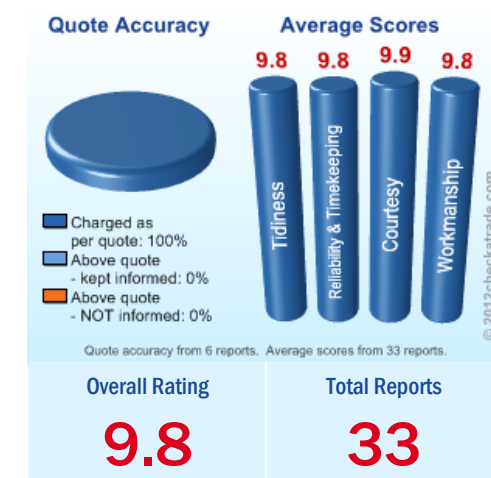 Quote Accuracy
Average Scores
9.8 9.8 9.9 9.8
Tidiness
Reliability & Timekeeping
Courtesy
Workmanship
Charged as
per quote: 100%
Above quote
- kept informed: 0%
Above quote
- NOT informed: 0%
© 2012checkatrade.com
Quote accuracy from 6 reports. Average scores from 33 reports.
Overall Rating
9.8
Total Reports
33